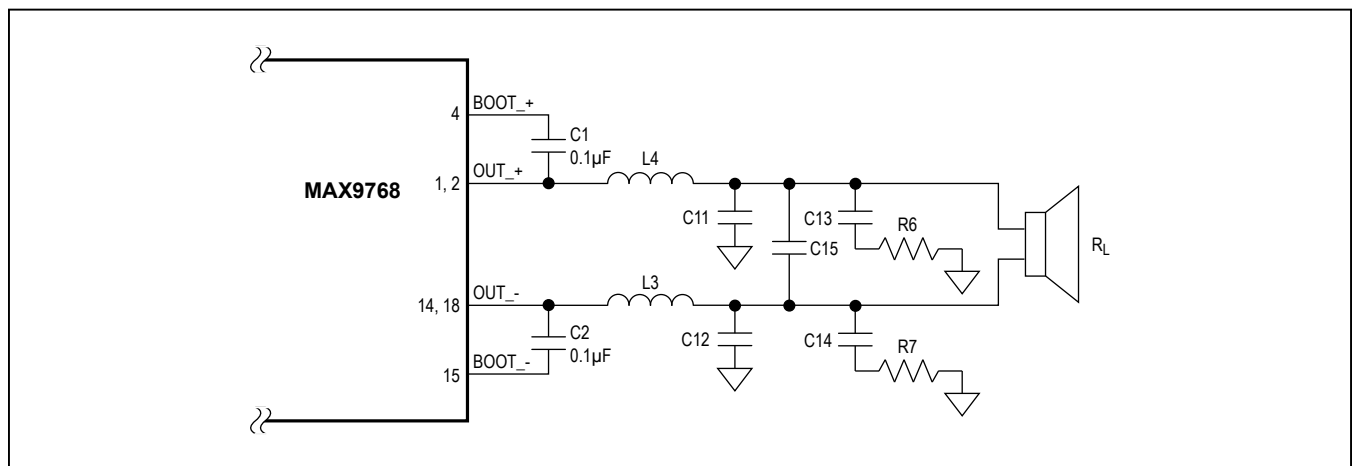 4 BOOT_+
C1
0.1µF
L4
1, 2 OUT_+
MAX9768
C11
C13
R6
C15
RL
14, 18 OUT_-
L3
C2
0.1µF
C12
C14
R7
15 BOOT_-